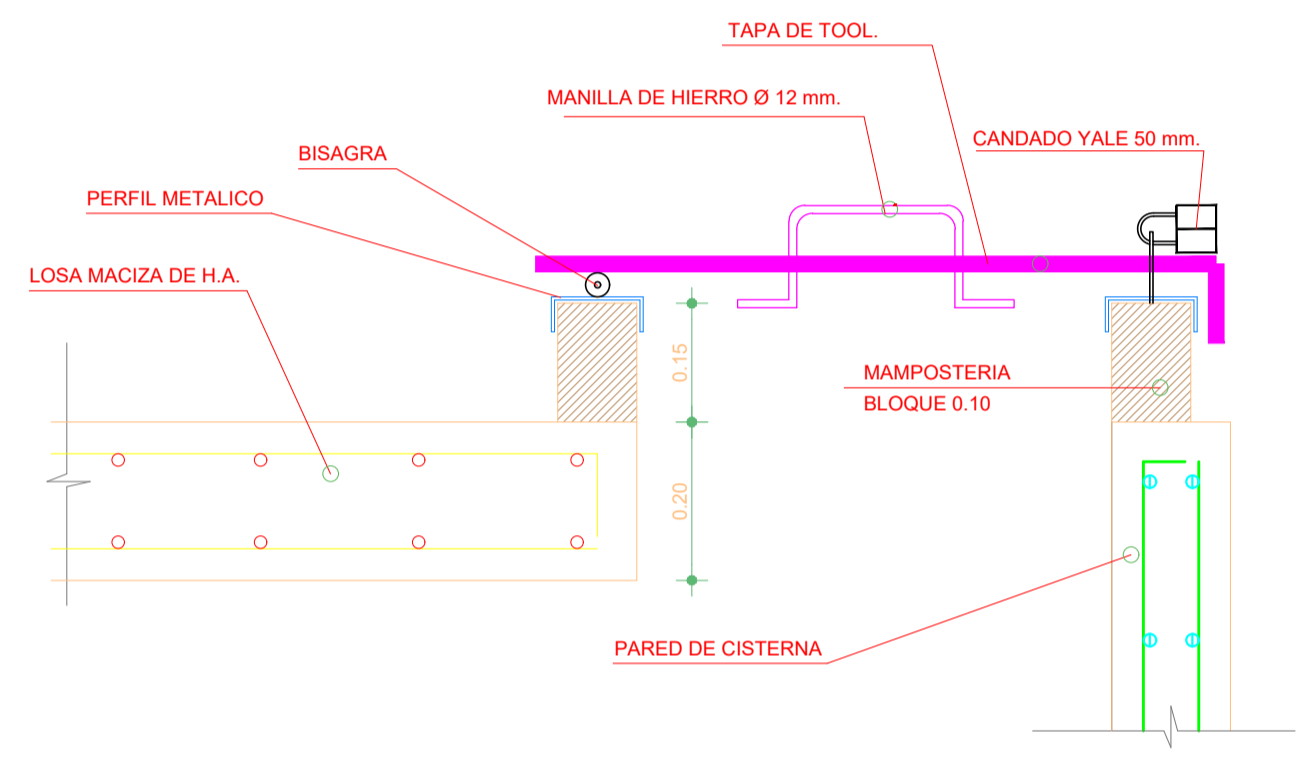 TAPA DE TOOL.
MANILLA DE HIERRO Ø 12 mm.
CANDADO YALE 50 mm.
BISAGRA
PERFIL METALICO
LOSA MACIZA DE H.A.
0.15
MAMPOSTERIA
BLOQUE 0.10
0.20
PARED DE CISTERNA